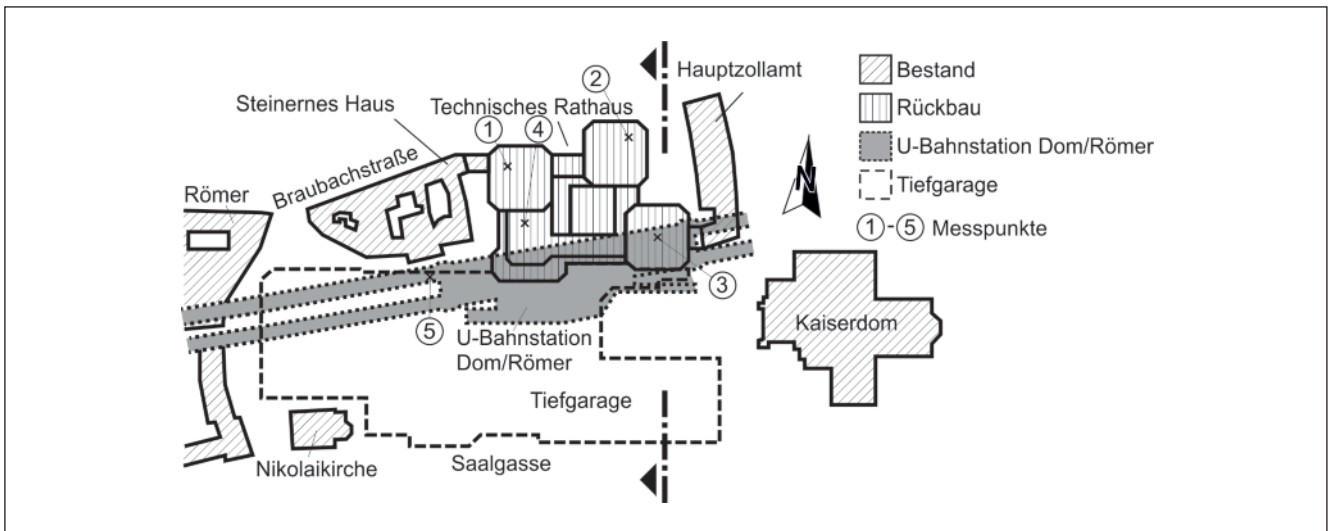 Hauptzollamt
Bestand
②
Steinernes Haus
Technisches Rathaus
Rückbau
① ④
U-Bahnstation Dom/Römer
Braubachstraße
Römer
N
Tiefgarage
①-⑤ Messpunkte
③
Kaiserdom
⑤
U-Bahnstation
Dom/Römer
Tiefgarage
Nikolaikirche
Saalgasse